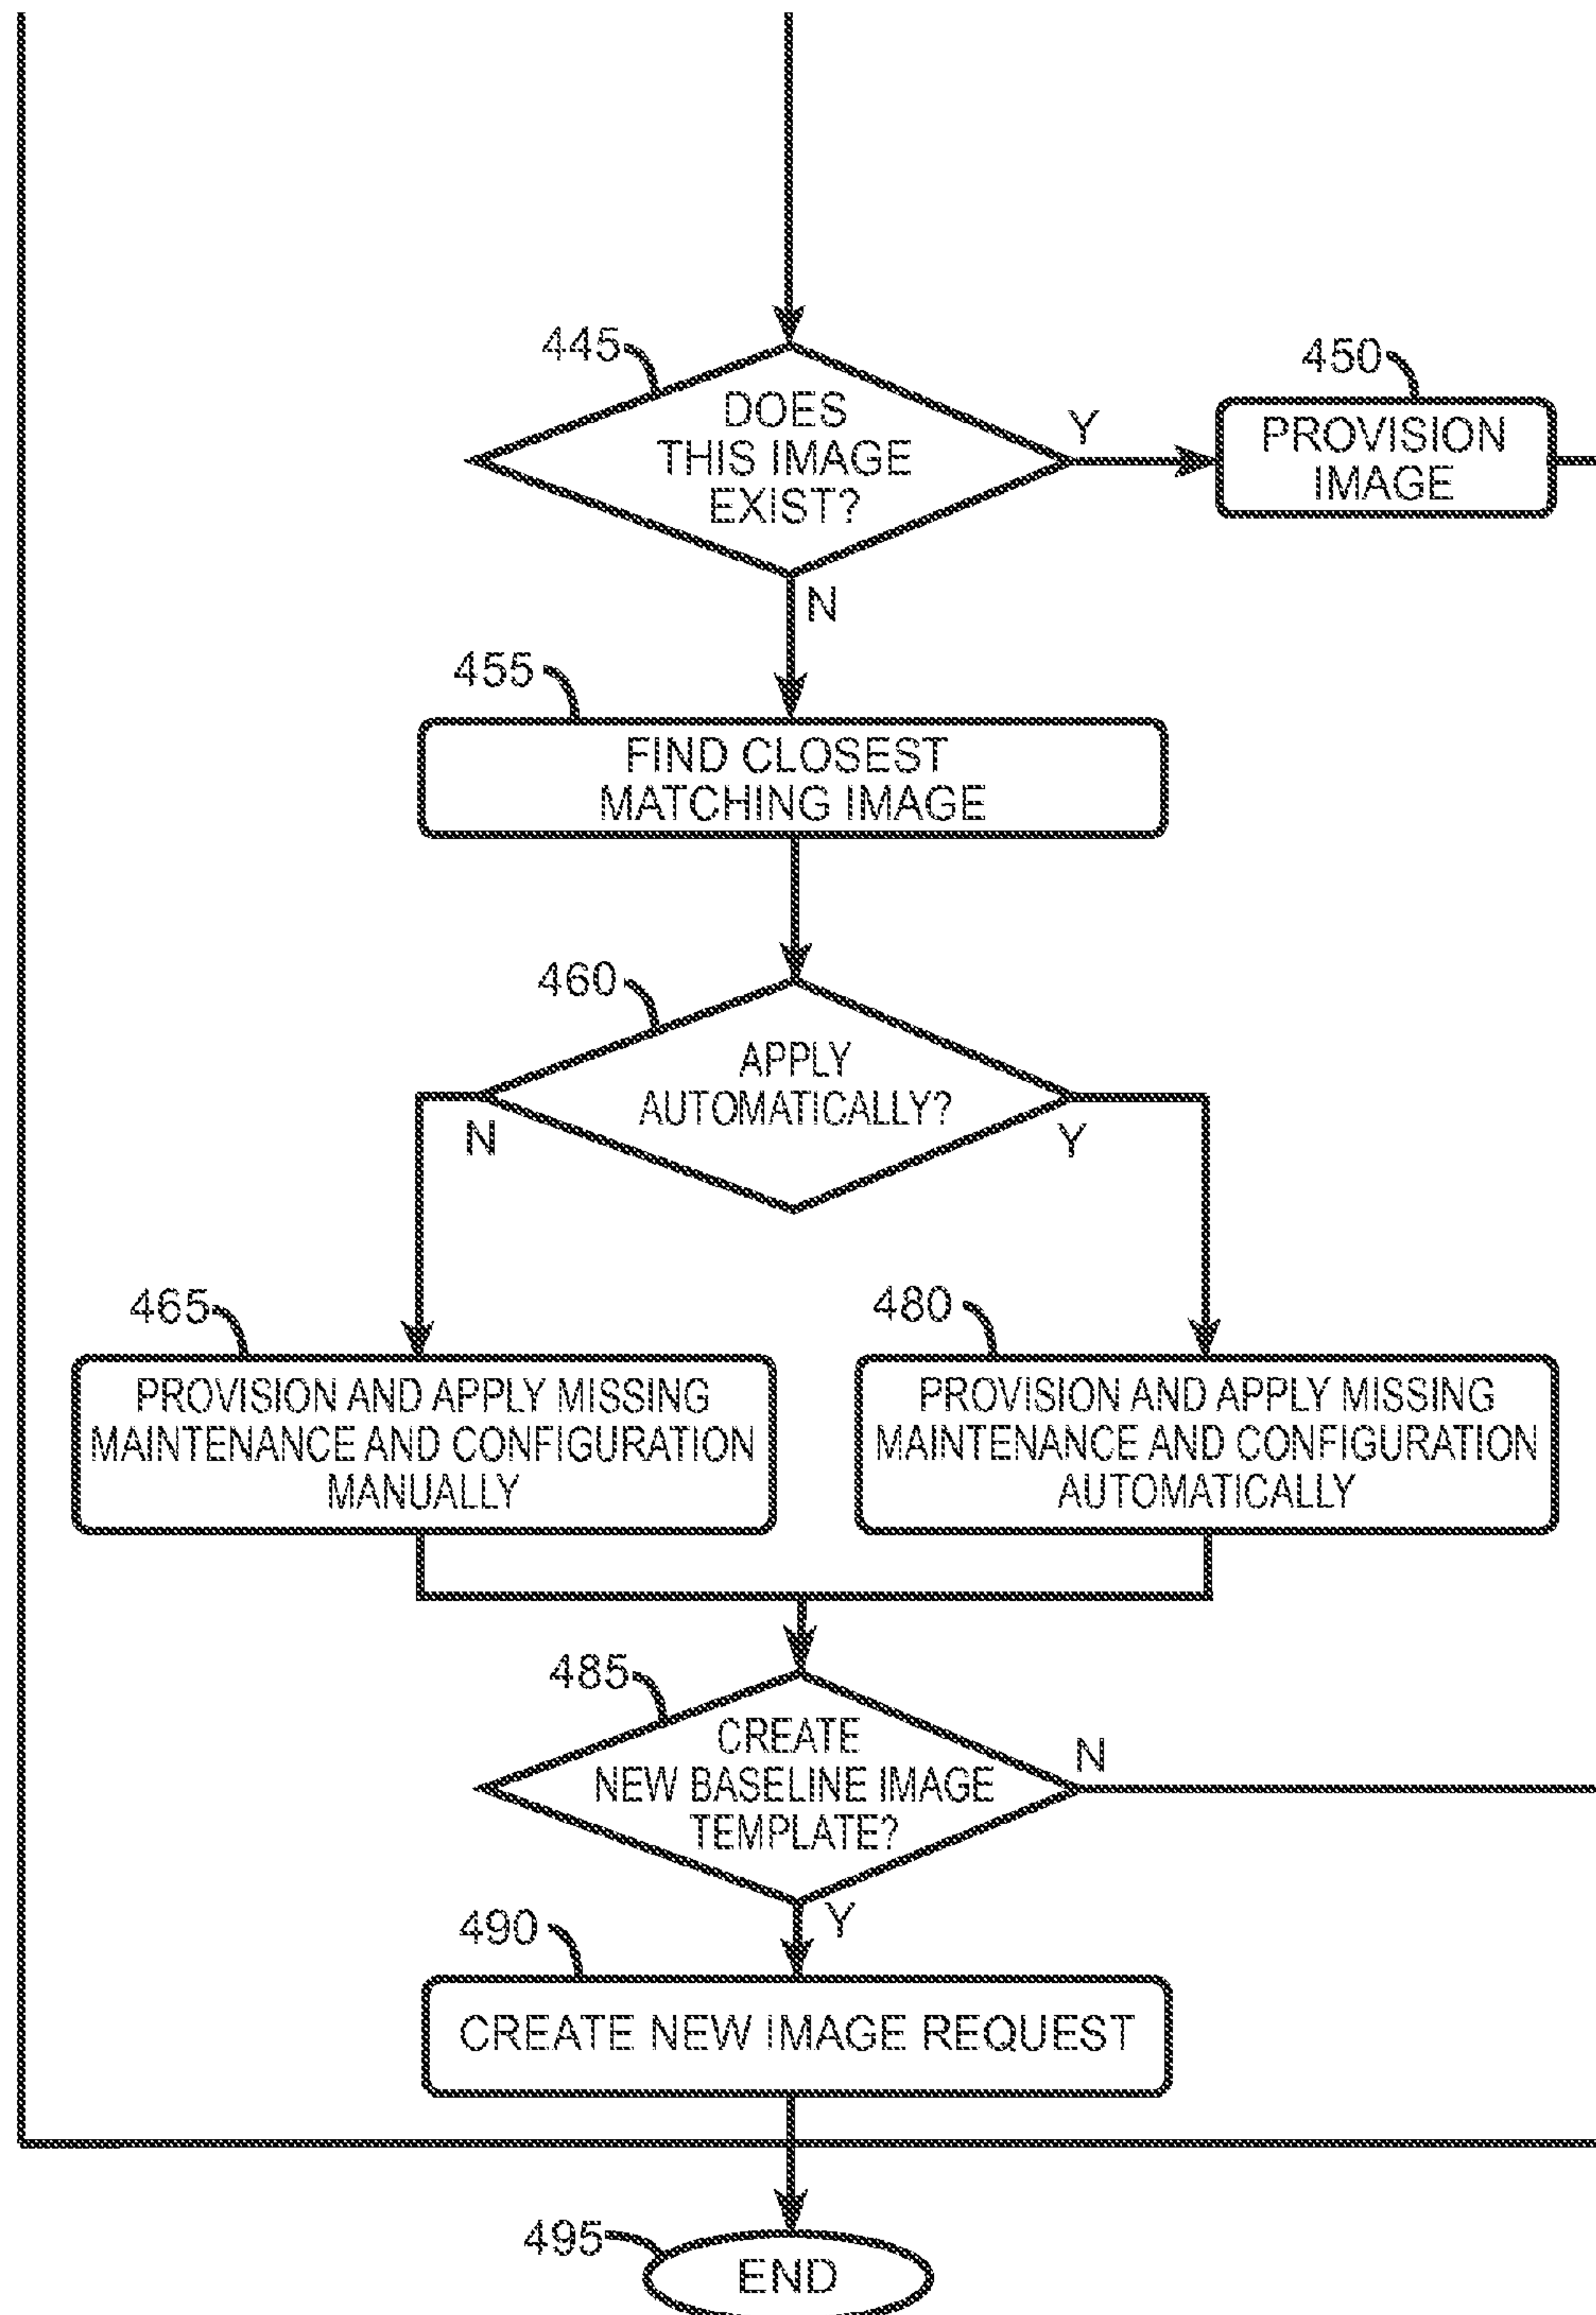 445
DOES
THIS IMAGE
EXIST?
Y
450
PROVISION
IMAGE
N
455
FIND CLOSEST
MATCHING IMAGE
460
APPLY
AUTOMATICALLY?
N
Y
465
PROVISION AND APPLY MISSING
MAINTENANCE AND CONFIGURATION
MANUALLY
480
PROVISION AND APPLY MISSING
MAINTENANCE AND CONFIGURATION
AUTOMATICALLY
485
CREATE
NEW BASELINE IMAGE
TEMPLATE?
N
Y
490
CREATE NEW IMAGE REQUEST
495
END